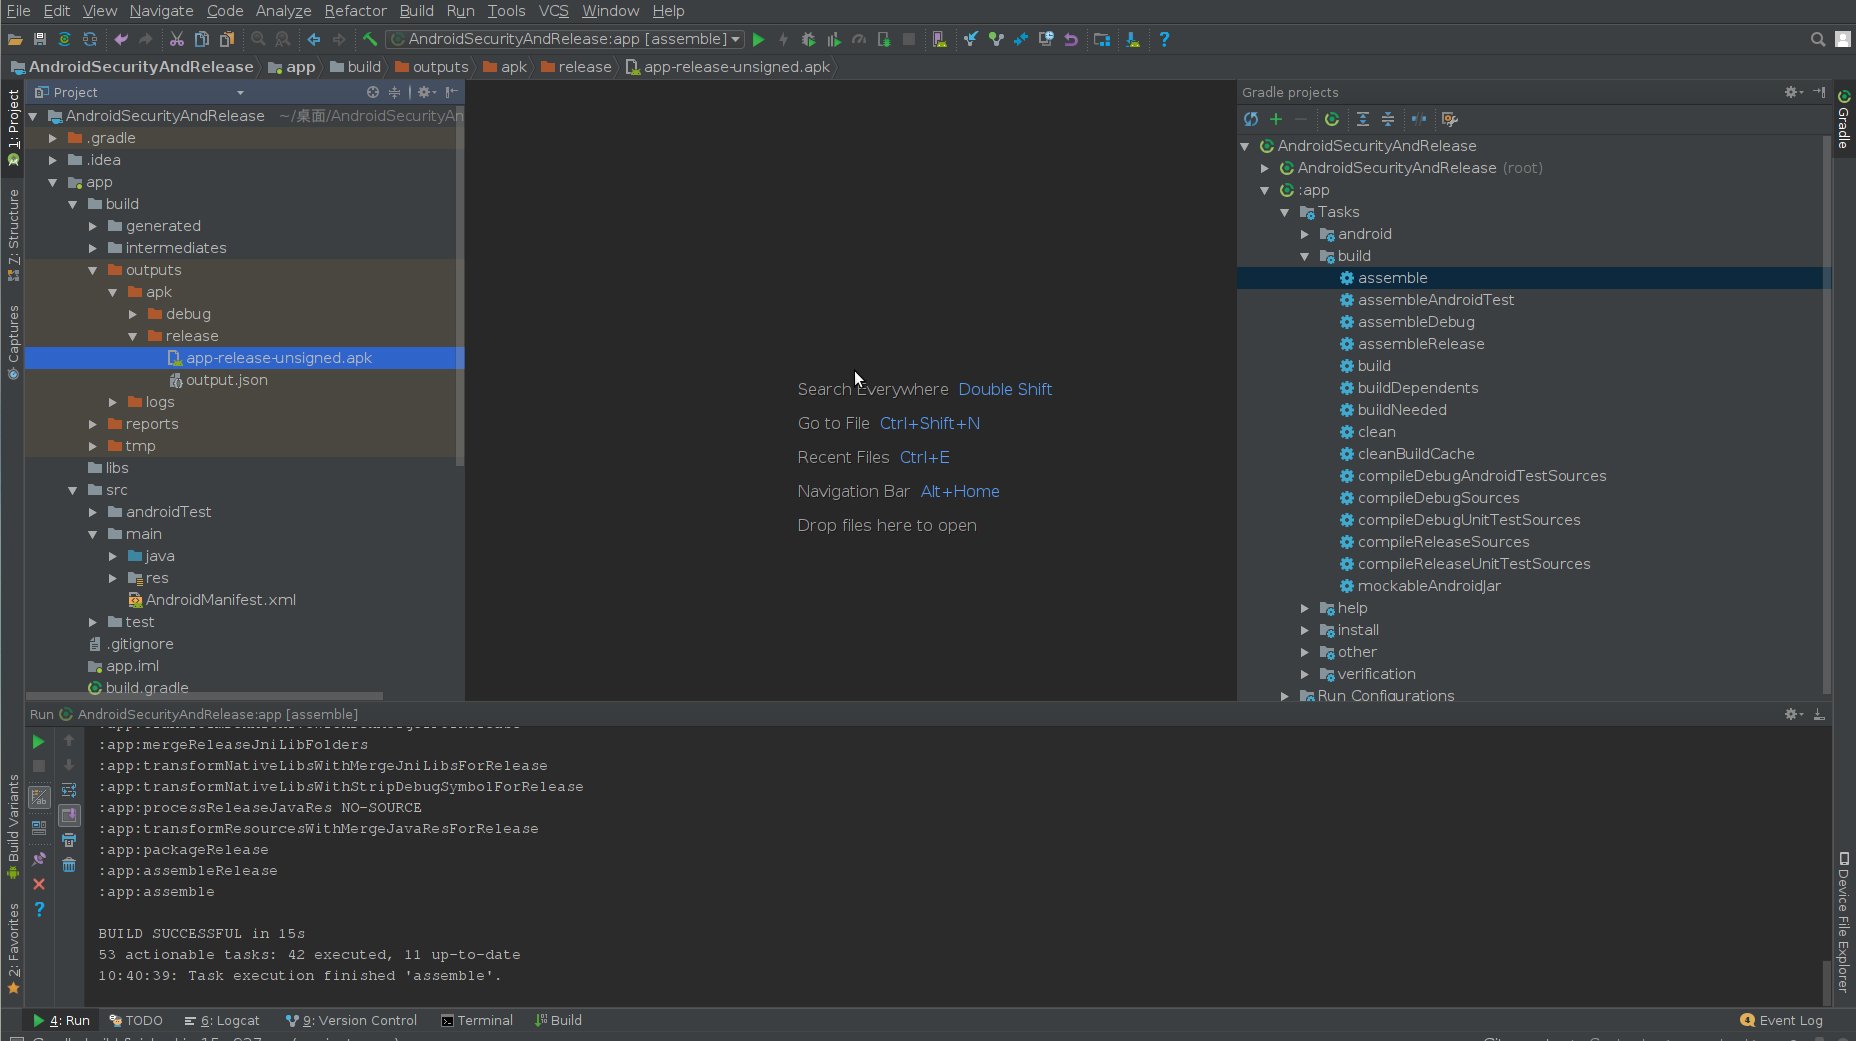 File Edit View Navigate Code Analyze Refactor Build Run Tools VCS Window Help
AndroidSecurityAndRelease:app [assemble]
AndroidSecurityAndRelease app build outputs apk release app-release-unsigned.apk
Project
AndroidSecurityAndRelease ~/桌面/AndroidSecurityAn
.gradle
.idea
app
build
generated
intermediates
outputs
apk
debug
release
app-release-unsigned.apk
output.json
logs
reports
tmp
libs
src
androidTest
main
java
res
AndroidManifest.xml
test
.gitignore
app.iml
build.gradle
1: Project
7: Structure
Captures
Build Variants
2: Favorites
Search Everywhere Double Shift
Go to File Ctrl+Shift+N
Recent Files Ctrl+E
Navigation Bar Alt+Home
Drop files here to open
Gradle projects
AndroidSecurityAndRelease
AndroidSecurityAndRelease (root)
:app
Tasks
android
build
assemble
assembleAndroidTest
assembleDebug
assembleRelease
build
buildDependents
buildNeeded
clean
cleanBuildCache
compileDebugAndroidTestSources
compileDebugSources
compileDebugUnitTestSources
compileReleaseSources
compileReleaseUnitTestSources
mockableAndroidJar
help
install
other
verification
Run Configurations
Gradle
Device File Explorer
Run AndroidSecurityAndRelease:app [assemble]
:app:mergeReleaseJniLibFolders
:app:transformNativeLibsWithMergeJniLibsForRelease
:app:transformNativeLibsWithStripDebugSymbolForRelease
:app:processReleaseJavaRes NO-SOURCE
:app:transformResourcesWithMergeJavaResForRelease
:app:packageRelease
:app:assembleRelease
:app:assemble
BUILD SUCCESSFUL in 15s
53 actionable tasks: 42 executed, 11 up-to-date
10:40:39: Task execution finished 'assemble'.
4: Run TODO 6: Logcat 9: Version Control Terminal Build 4 Event Log